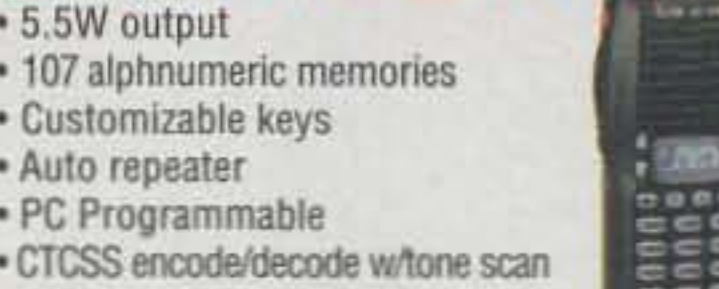 • 5.5W output
• 107 alphnumeric memories
• Customizable keys
• Auto repeater
• PC Programmable
• CTCSS encode/decode w/tone scan